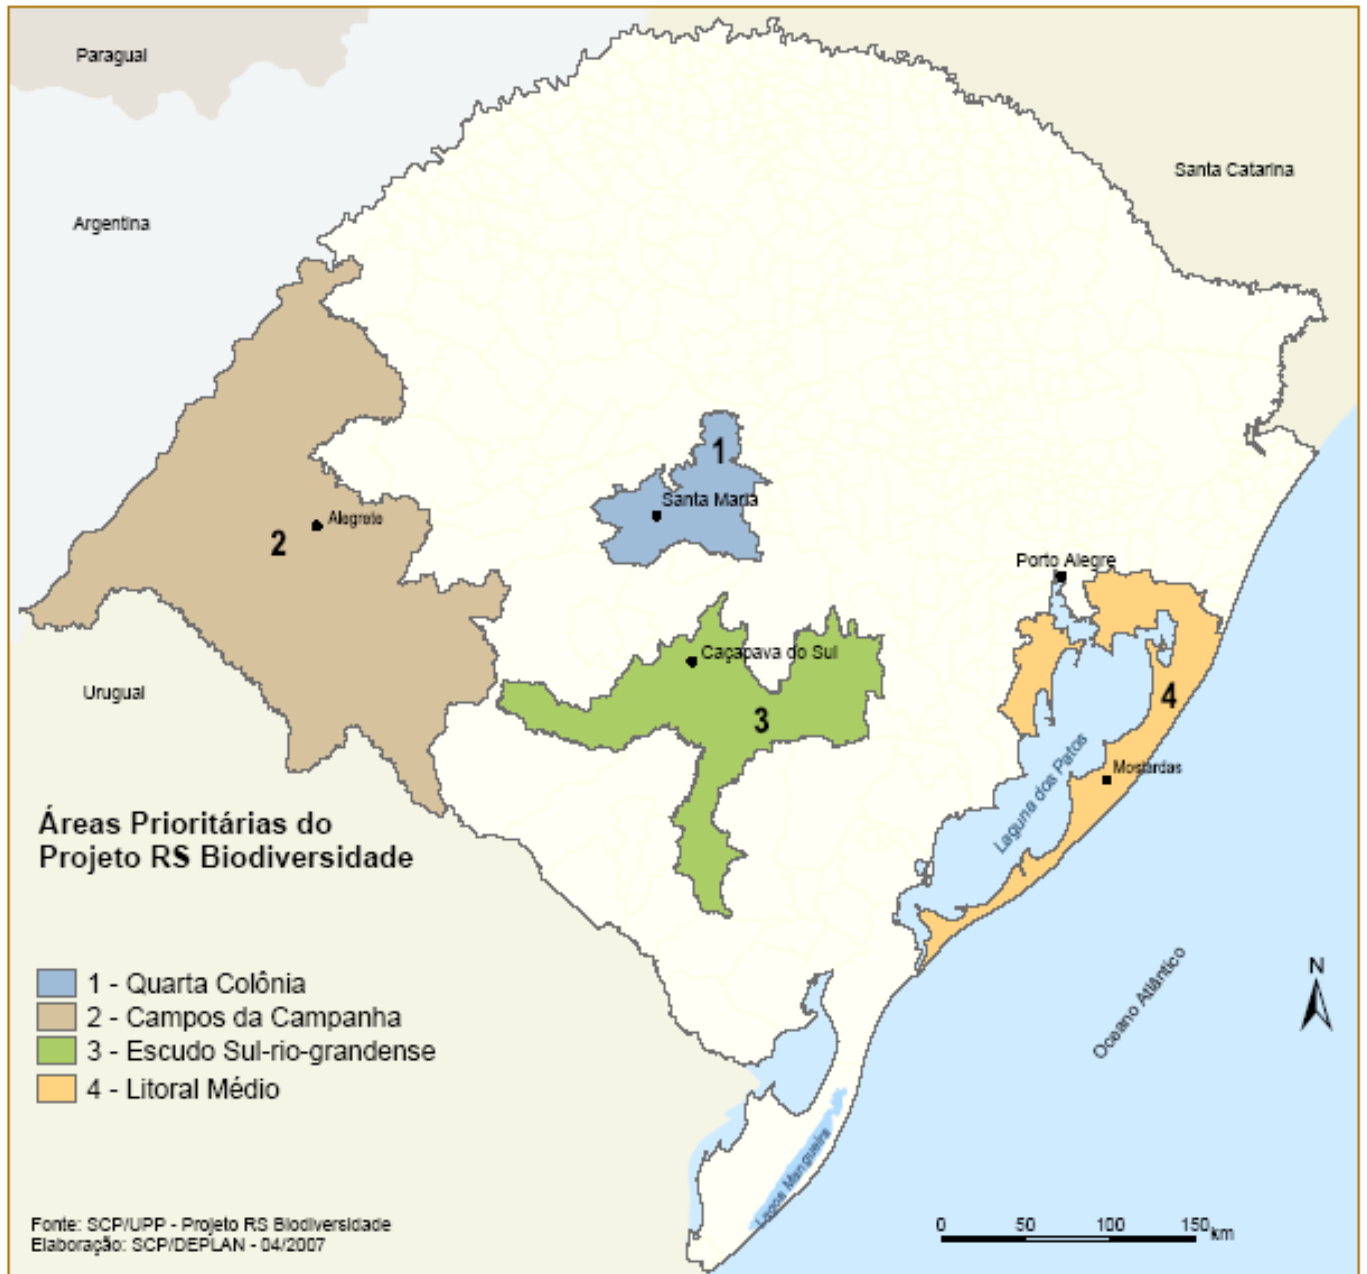 Paraguai
Santa Catarina
Argentina
1
Santa Maria
Alegrete
2
Porto Alegre
Caçapava do Sul
Uruguai
4
3
Laguna dos Patos
Mostardas
Áreas Prioritárias do
Projeto RS Biodiversidade
Oceano Atlântico
N
1 - Quarta Colônia
2 - Campos da Campanha
3 - Escudo Sul-rio-grandense
4 - Litoral Médio
Lagoa Mangueira
Fonte: SCP/UPP - Projeto RS Biodiversidade
Elaboração: SCP/DEPLAN - 04/2007
0 50 100 150 km